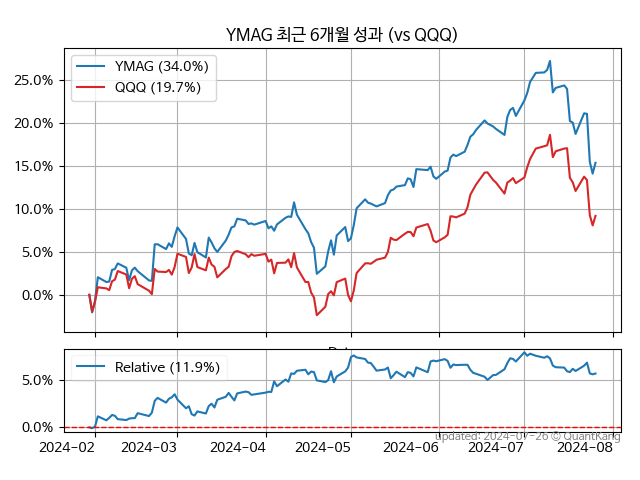 YMAG 최근 6개월 성과 (vs QQQ)
YMAG (34.0%)
QQQ (19.7%)
25.0%
20.0%
15.0%
10.0%
5.0%
0.0%
Relative (11.9%)
5.0%
0.0%
Updated: 2024-07-26 © QuantKang
2024-02 2024-03 2024-04 2024-05 2024-06 2024-07 2024-08